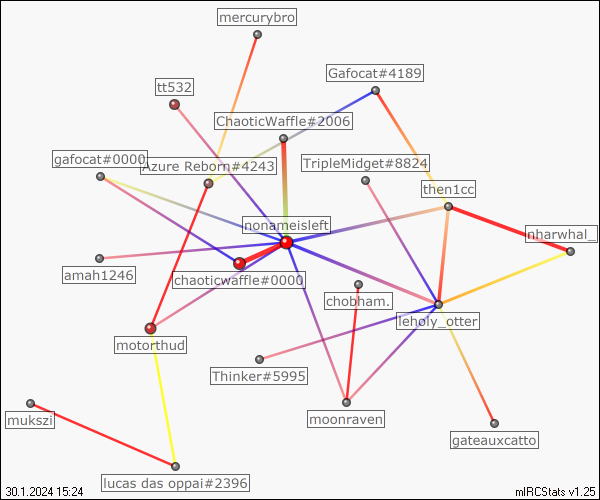 mercurybro
Gafocat#4189
tt532
ChaoticWaffle#2006
gafocat#0000
Azure Reborn#4243
TripleMidget#8824
then1cc
nonameisleft
nharwhal_
amah1246
chaoticwaffle#0000
chobham.
leholy_otter
motorthud
Thinker#5995
moonraven
mukszi
gateauxcatto
lucas das oppai#2396
30.1.2024 15:24
mIRCStats v1.25